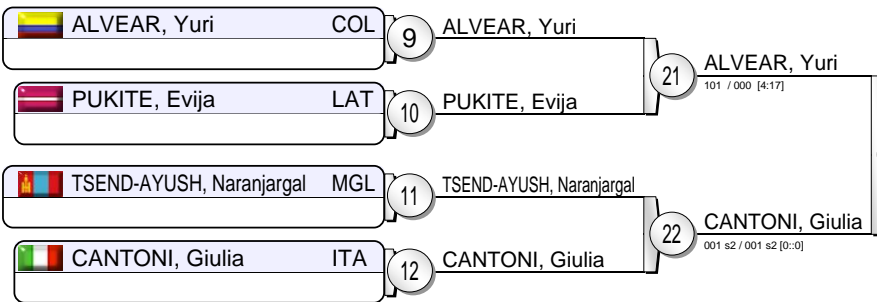 ALVEAR, Yuri COL
9 ALVEAR, Yuri
21 ALVEAR, Yuri
101 / 000 [4:17]
PUKITE, Evija LAT
10 PUKITE, Evija
TSEND-AYUSH, Naranjargal MGL
11 TSEND-AYUSH, Naranjargal
22 CANTONI, Giulia
001 s2 / 001 s2 [0::0]
CANTONI, Giulia ITA
12 CANTONI, Giulia